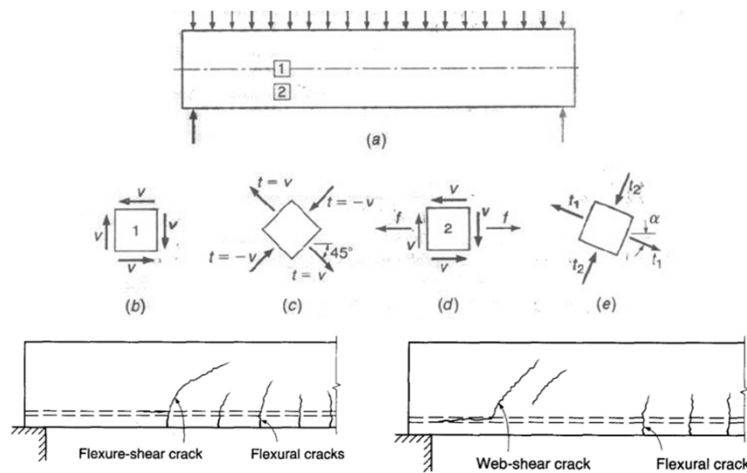 1
2
(a)
v
v 1 v
v
(b)
t = v
t = -v
t = -v
45°
t = v
(c)
v
f v 2 v f
v
(d)
t₂
t₁
α
t₂
t₁
(e)
Flexure-shear crack
Flexural cracks
Web-shear crack
Flexural crack